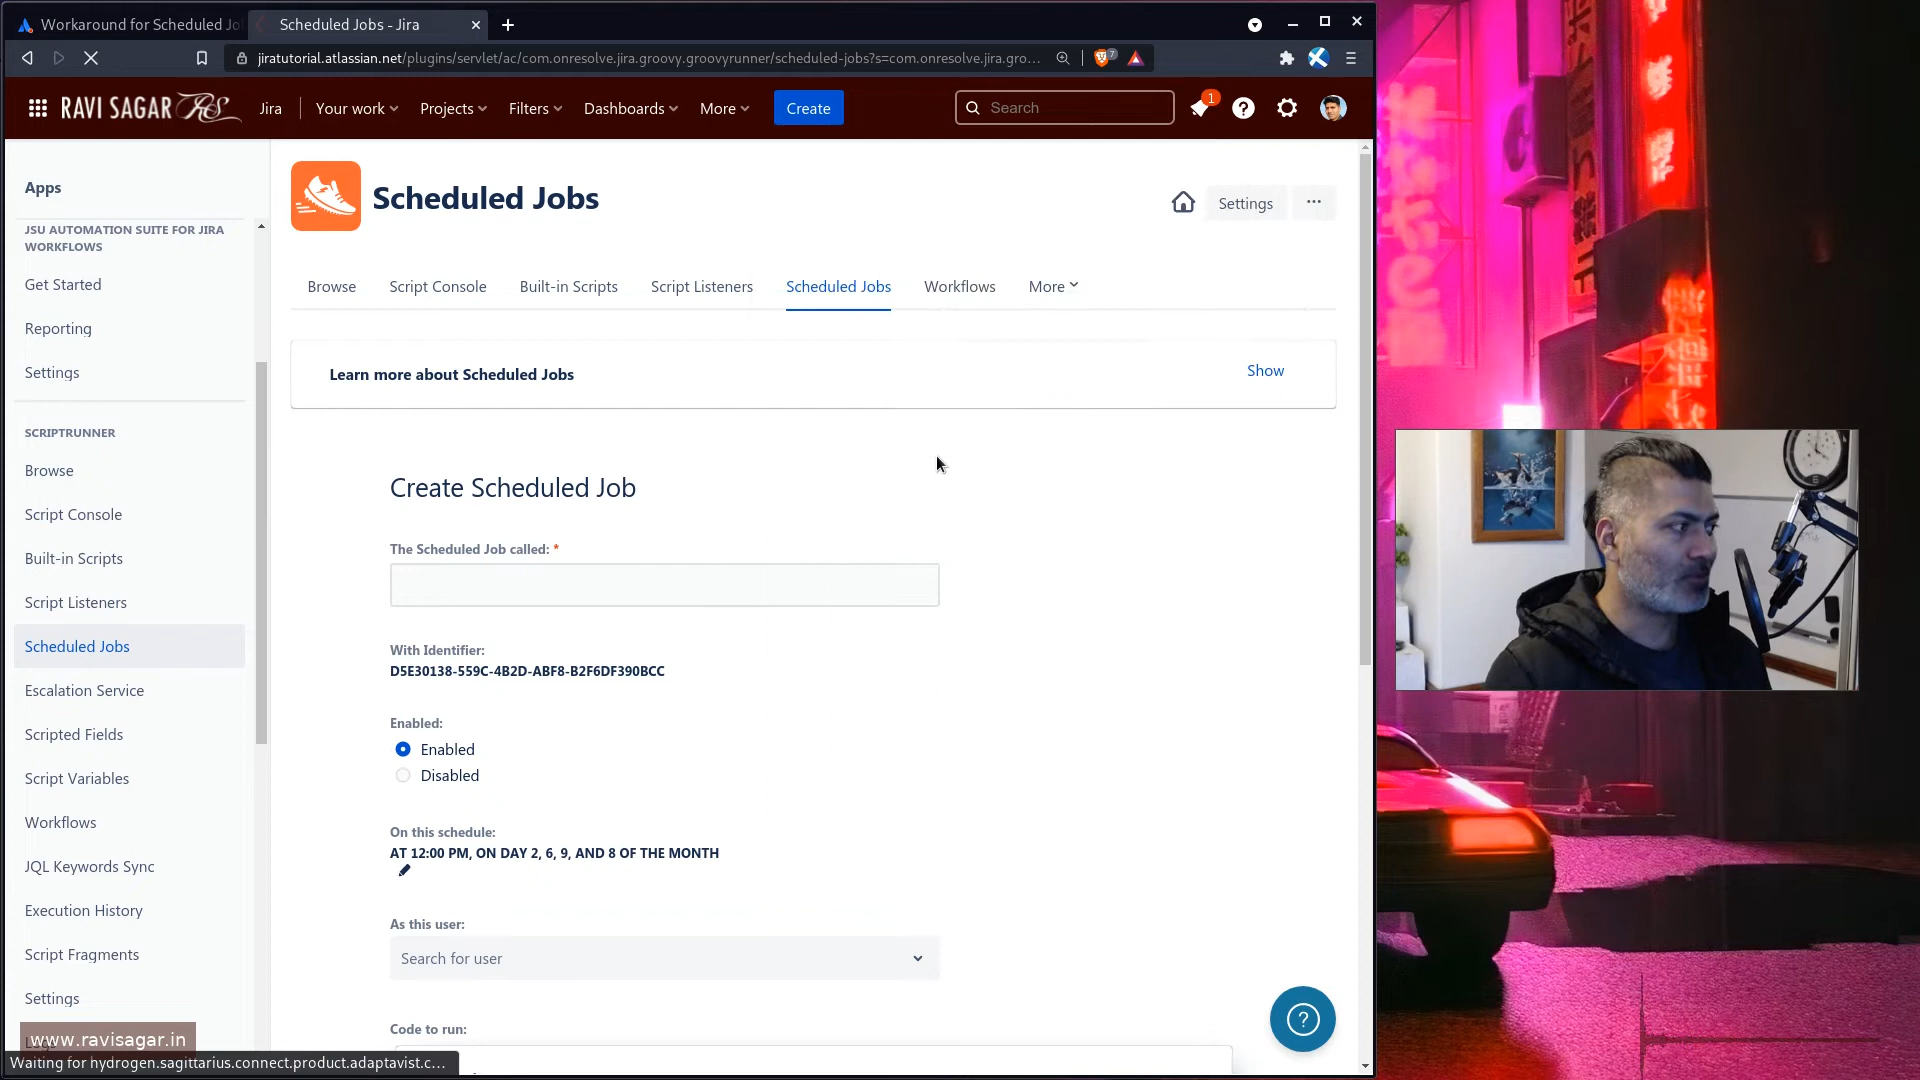 Workaround for Scheduled Jo
Scheduled Jobs - Jira
jiratutorial.atlassian.net/plugins/servlet/ac/com.onresolve.jira.groovy.groovyrunner/scheduled-jobs?s=com.onresolve.jira.gro...
7
RAVI SAGAR RS
Jira
Your work
Projects
Filters
Dashboards
More
Create
Search
1
Apps
JSU AUTOMATION SUITE FOR JIRA
WORKFLOWS
Get Started
Reporting
Settings
SCRIPTRUNNER
Browse
Script Console
Built-in Scripts
Script Listeners
Scheduled Jobs
Escalation Service
Scripted Fields
Script Variables
Workflows
JQL Keywords Sync
Execution History
Script Fragments
Settings
www.ravisagar.in
Waiting for hydrogen.sagittarius.connect.product.adaptavist.c...
Scheduled Jobs
Settings
...
Browse
Script Console
Built-in Scripts
Script Listeners
Scheduled Jobs
Workflows
More
Learn more about Scheduled Jobs
Show
Create Scheduled Job
The Scheduled Job called: *
With Identifier:
D5E30138-559C-4B2D-ABF8-B2F6DF390BCC
Enabled:
Enabled
Disabled
On this schedule:
AT 12:00 PM, ON DAY 2, 6, 9, AND 8 OF THE MONTH
As this user:
Search for user
Code to run:
?